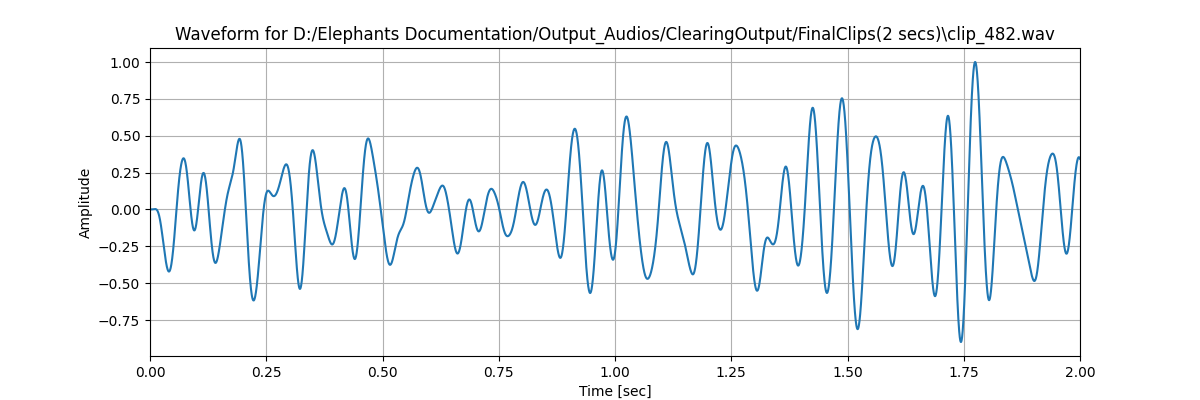 Waveform for D:/Elephants Documentation/Output_Audios/ClearingOutput/FinalClips(2 secs)\clip_482.wav
1.00
0.75
0.50
0.25
0.00
−0.25
−0.50
−0.75
Amplitude
0.00 0.25 0.50 0.75 1.00 1.25 1.50 1.75 2.00
Time [sec]